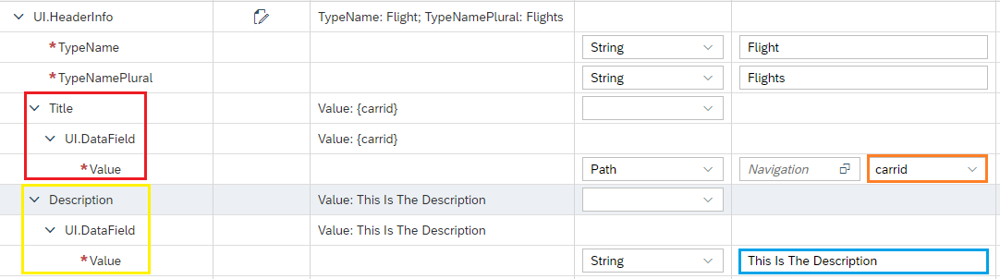 UI.HeaderInfo TypeName: Flight; TypeNamePlural: Flights
*TypeName String Flight
*TypeNamePlural String Flights
Title Value: {carrid}
UI.DataField Value: {carrid}
*Value Path Navigation carrid
Description Value: This Is The Description
UI.DataField Value: This Is The Description
*Value String This Is The Description